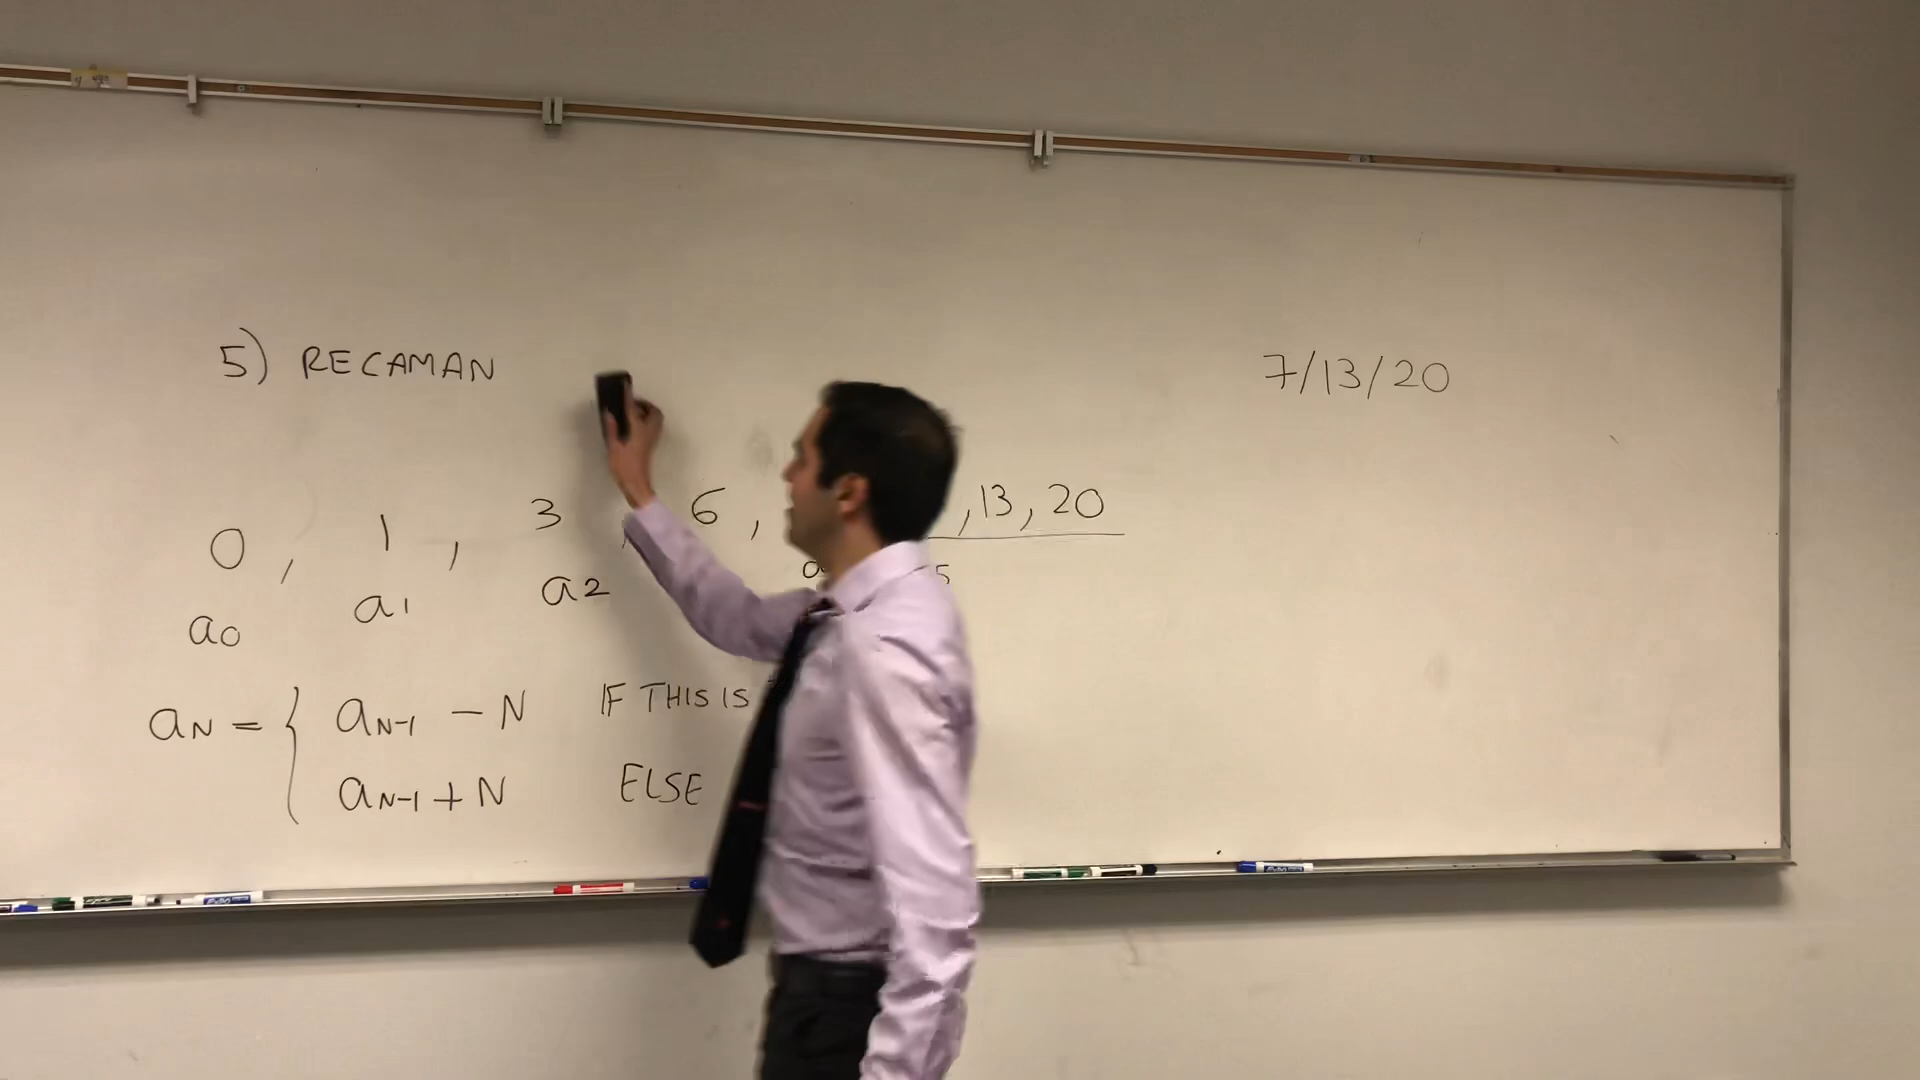 5) RECAMAN
7/13/20
0, 1, 3, 6, ,13, 20
a0 a1 a2 a 5
aN = { aN-1 - N IF THIS IS
aN-1 + N ELSE